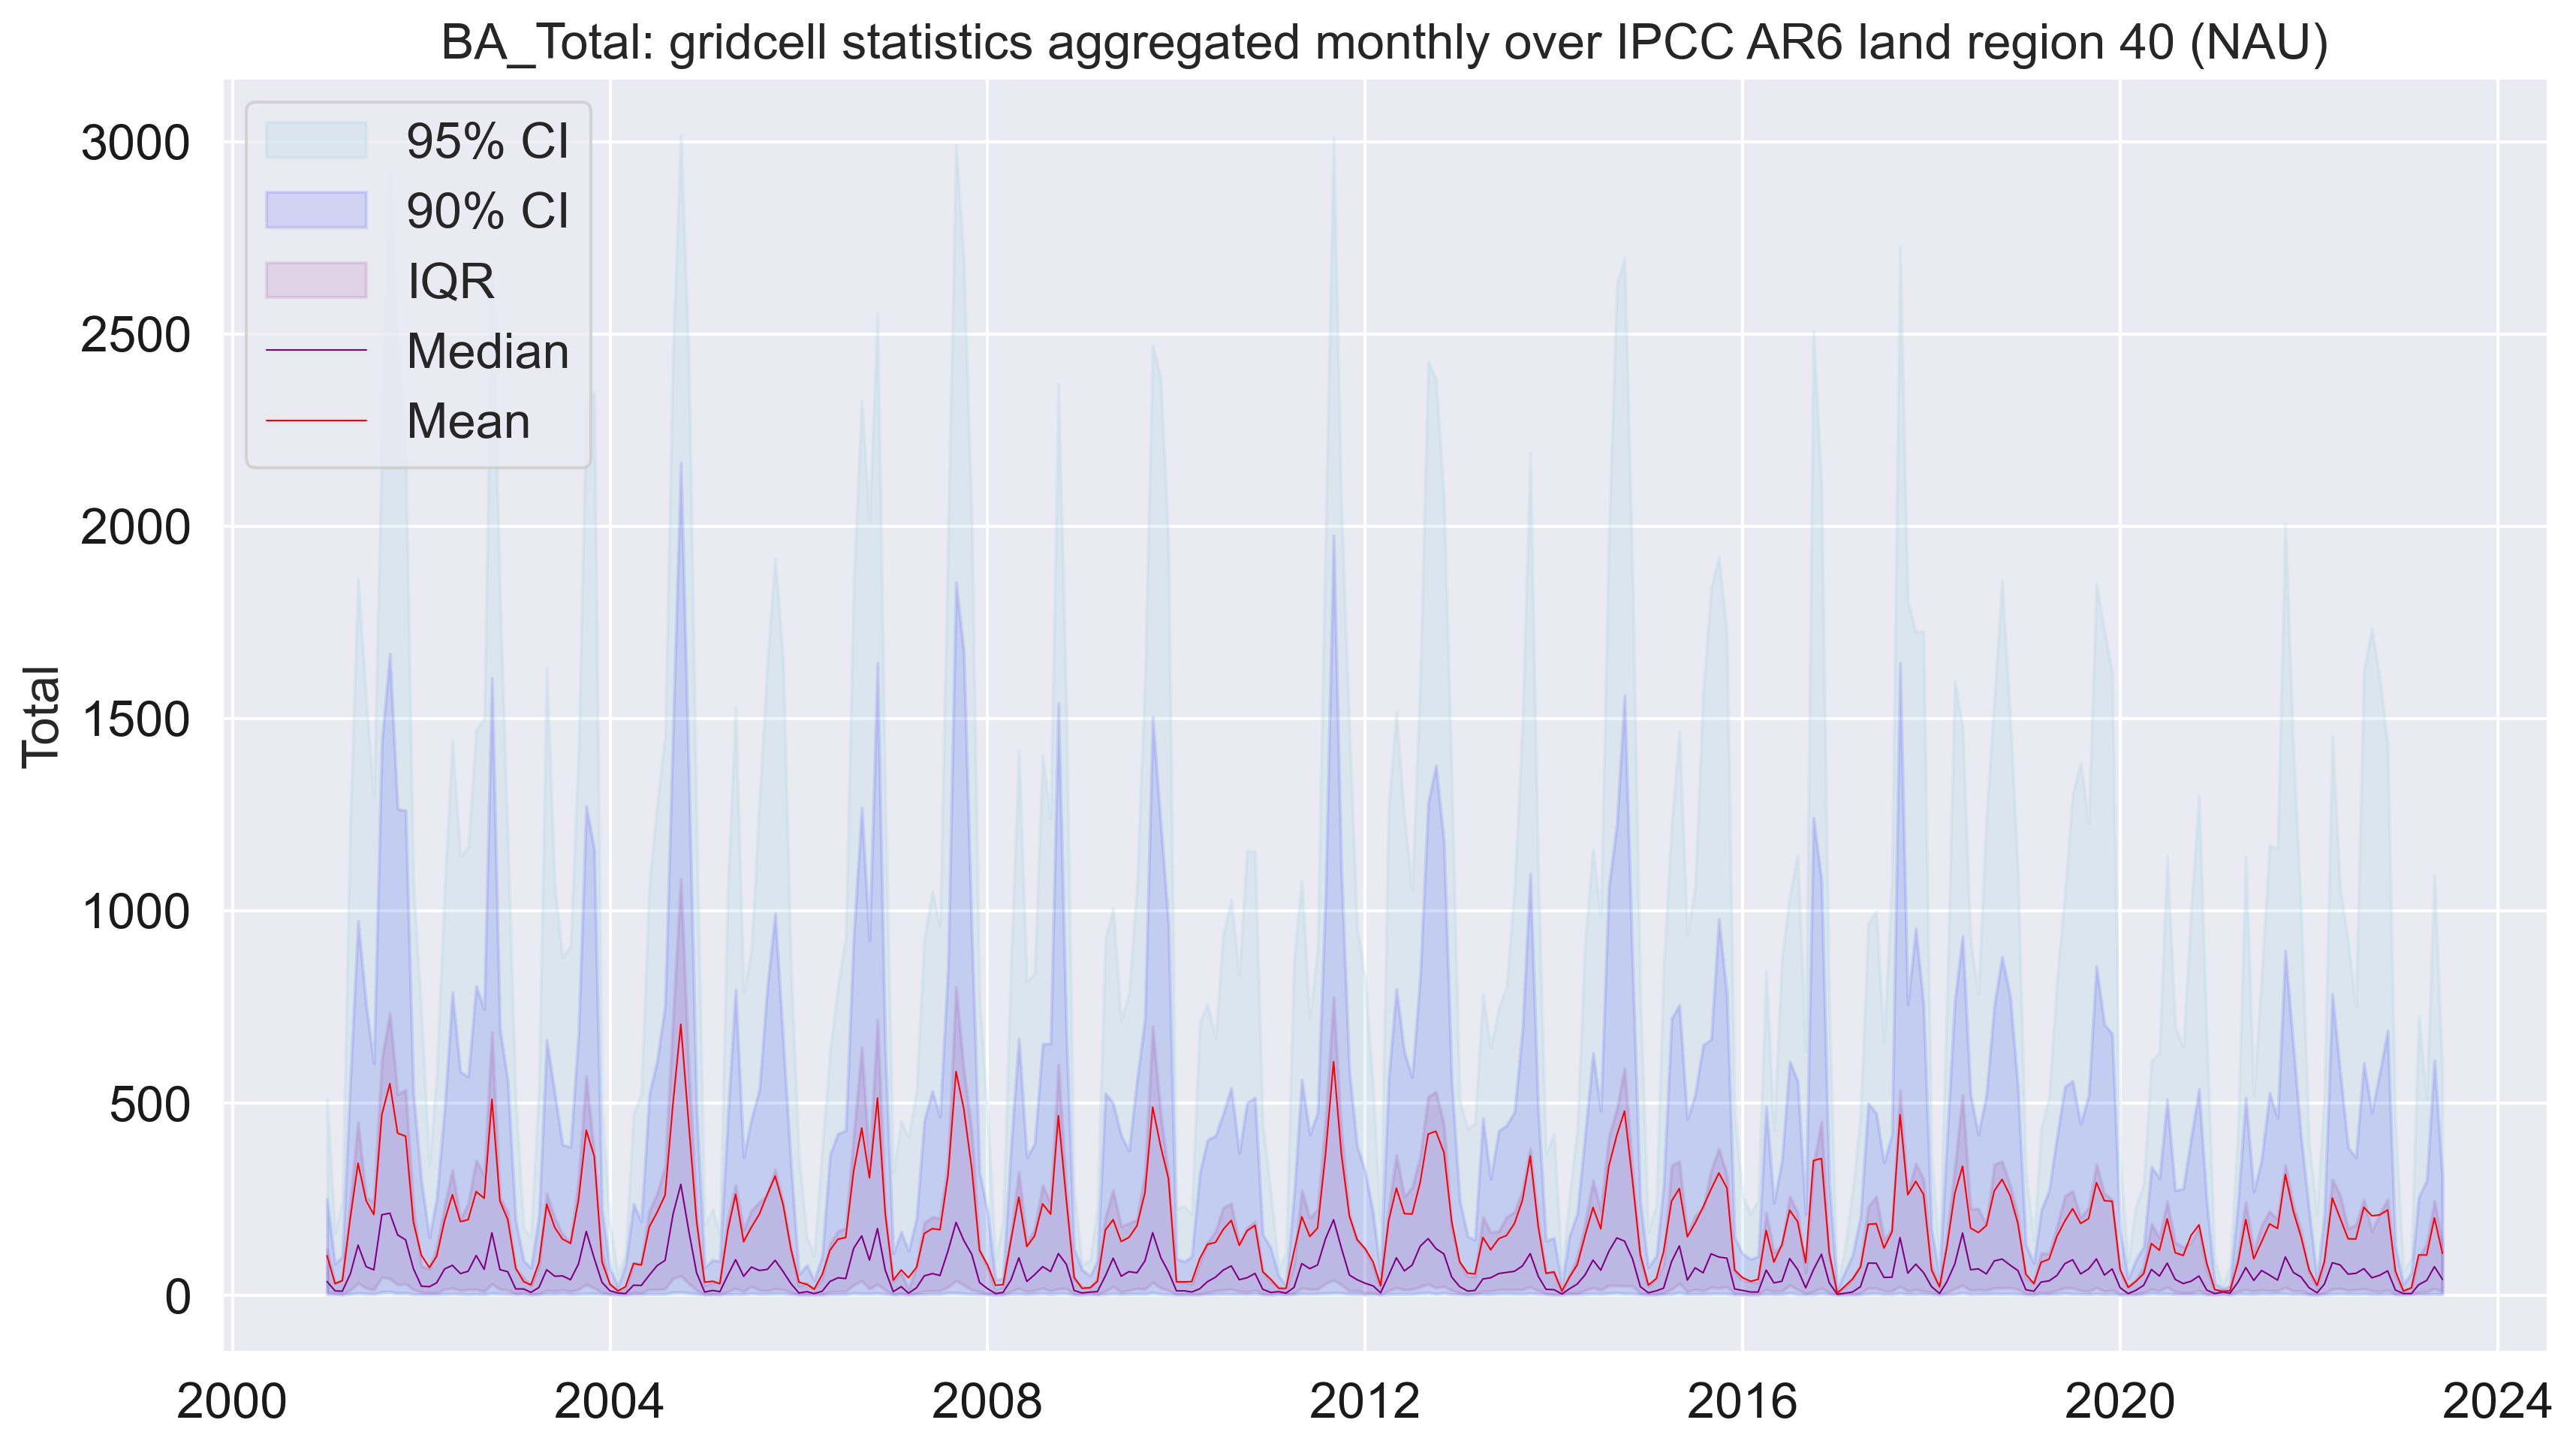 BA_Total: gridcell statistics aggregated monthly over IPCC AR6 land region 40 (NAU)
95% CI
90% CI
IQR
Median
Mean
Total
3000
2500
2000
1500
1000
500
0
2000 2004 2008 2012 2016 2020 2024